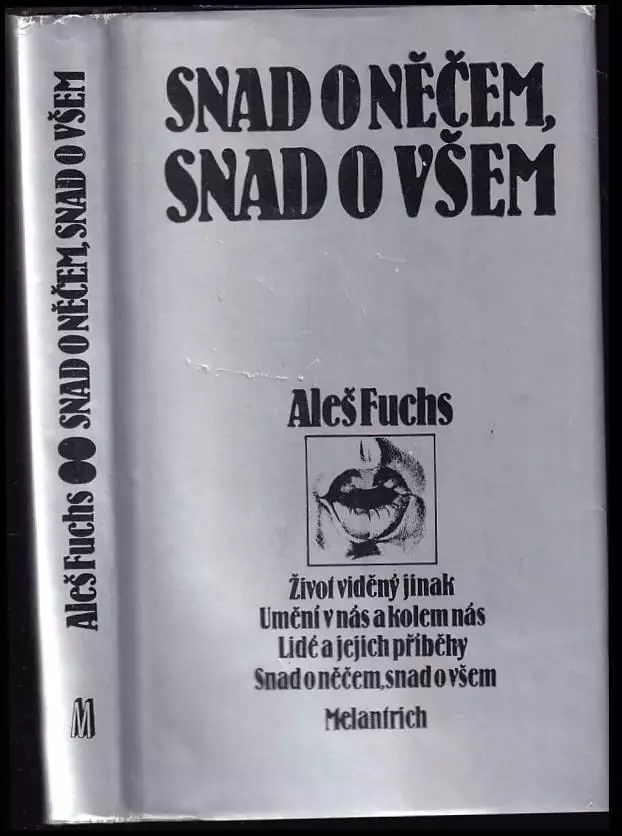 SNAD O NĚČEM,
SNAD O VŠEM
Aleš Fuchs
Život viděný jinak
Umění v nás a kolem nás
Lidé a jejich příběhy
Snad o něčem, snad o všem
Melantrich
Aleš Fuchs SNAD O NĚČEM, SNAD O VŠEM
M